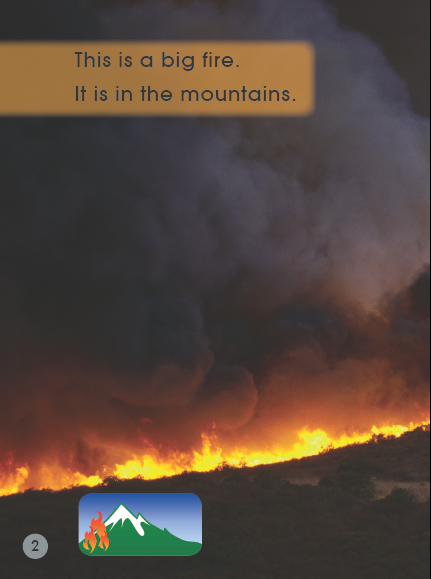 This is a big fire.
It is in the mountains.
2